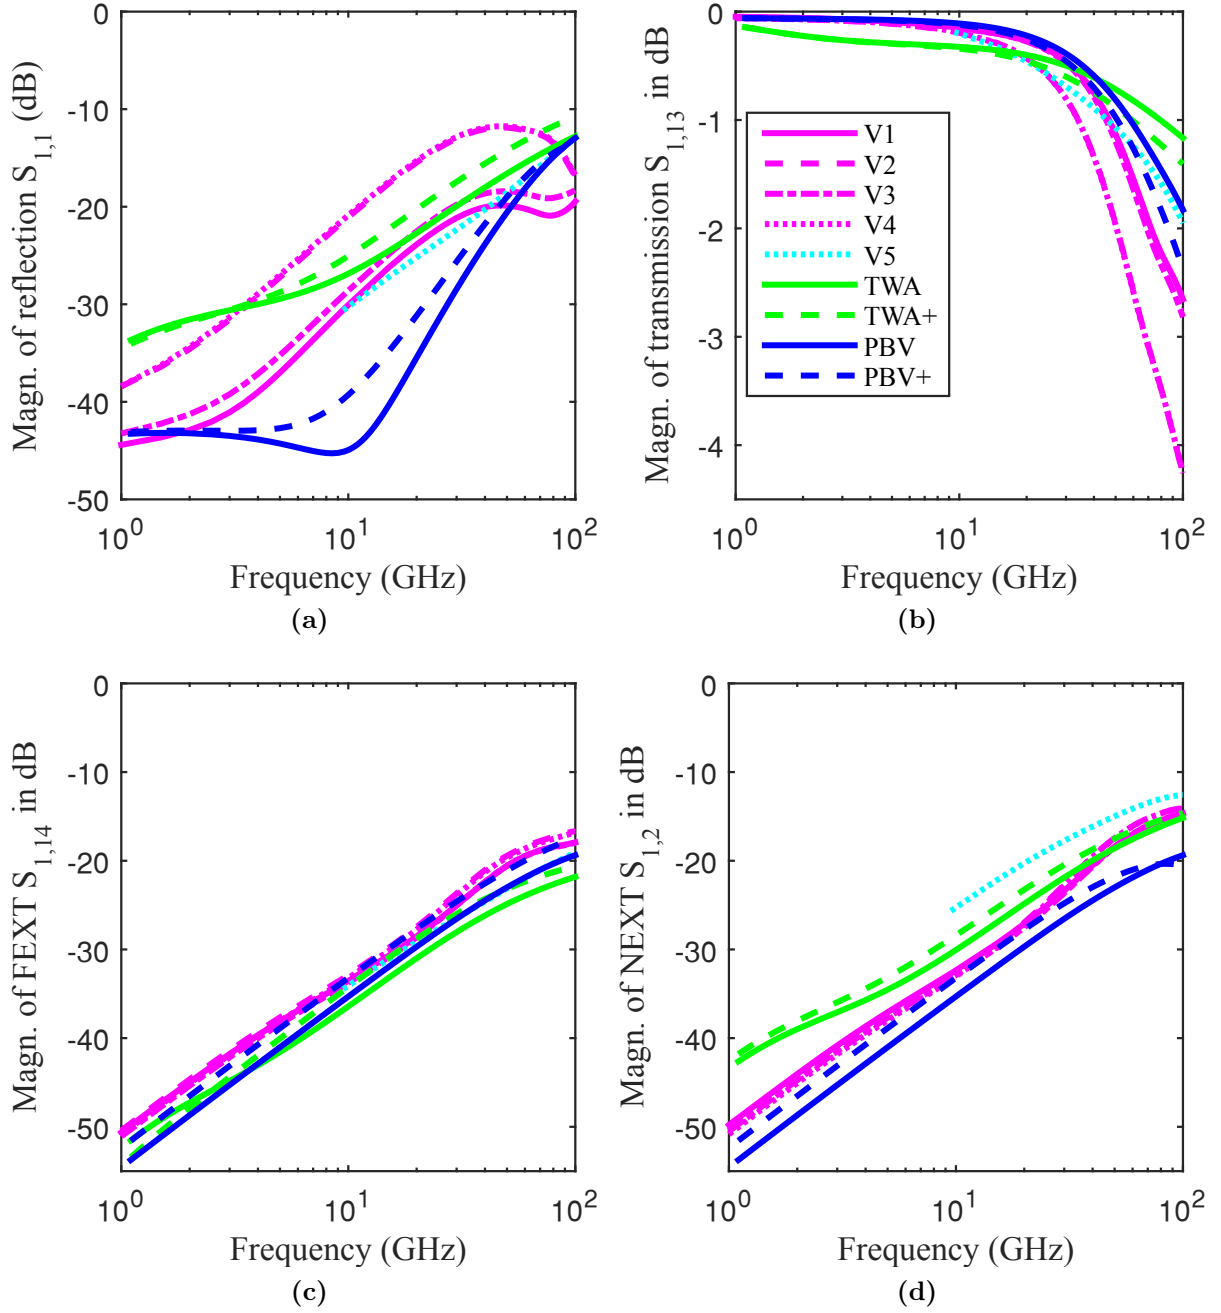 0
-10
-20
-30
-40
-50
Magn. of reflection S1,1 (dB)
10^0 10^1 10^2
Frequency (GHz)
(a)
0
-1
-2
-3
-4
Magn. of transmission S1,13 in dB
V1
V2
V3
V4
V5
TWA
TWA+
PBV
PBV+
10^0 10^1 10^2
Frequency (GHz)
(b)
0
-10
-20
-30
-40
-50
Magn. of FEXT S1,14 in dB
10^0 10^1 10^2
Frequency (GHz)
(c)
0
-10
-20
-30
-40
-50
Magn. of NEXT S1,2 in dB
10^0 10^1 10^2
Frequency (GHz)
(d)